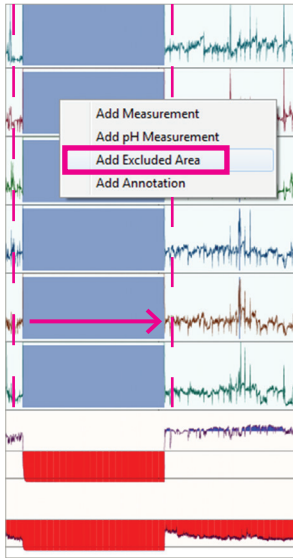 Add Measurement
Add pH Measurement
Add Excluded Area
Add Annotation